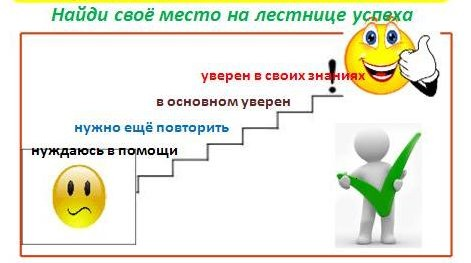 Найди своё место на лестнице успеха
уверен в своих знаниях
!
в основном уверен
нужно ещё повторить
нуждаюсь в помощи